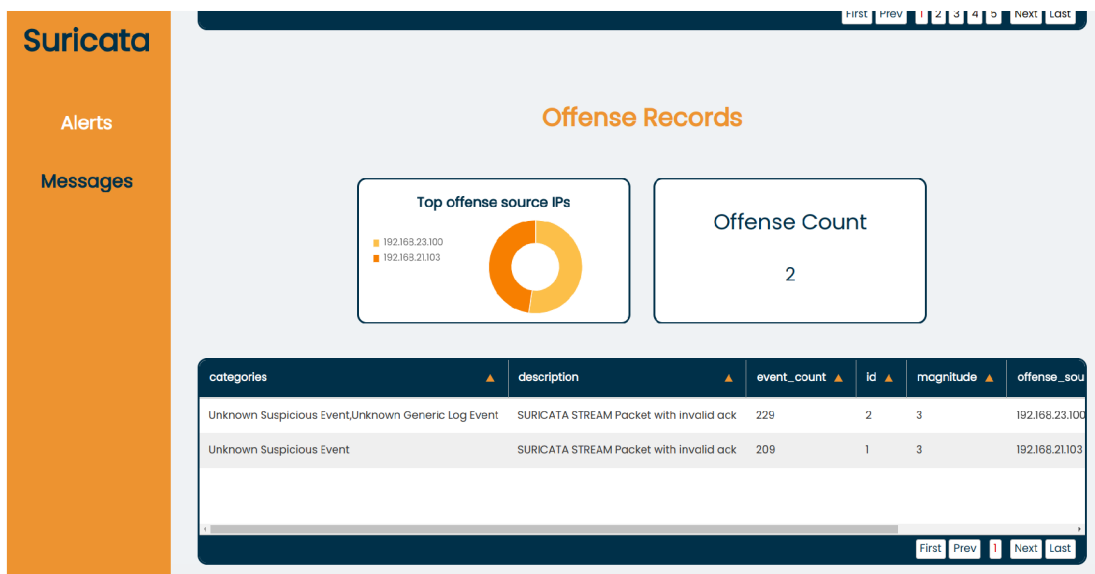 Suricata
Alerts
Messages
First Prev 1 2 3 4 5 Next Last
Offense Records
Top offense source IPs
192.168.23.100
192.168.21.103
Offense Count
2
categories description event_count id magnitude offense_sou
Unknown Suspicious Event,Unknown Generic Log Event SURICATA STREAM Packet with invalid ack 229 2 3 192.168.23.100
Unknown Suspicious Event SURICATA STREAM Packet with invalid ack 209 1 3 192.168.21.103
First Prev 1 Next Last